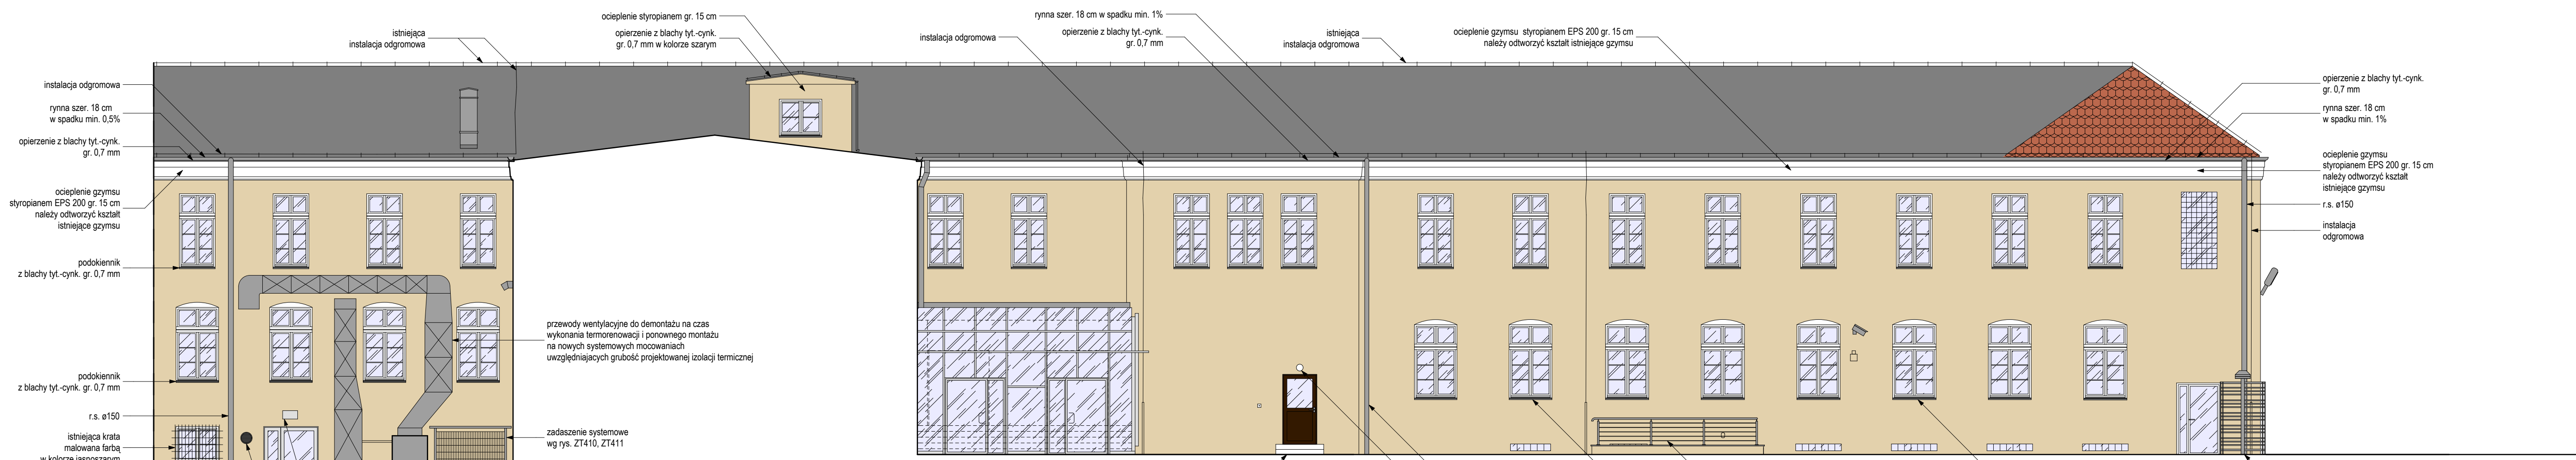 instalacja odgromowa
rynna szer. 18 cm
w spadku min. 0,5%
opierzenie z blachy tyt.-cynk.
gr. 0,7 mm
ocieplenie gzymsu
styropianem EPS 200 gr. 15 cm
należy odtworzyć kształt
istniejące gzymsu
podokiennik
z blachy tyt.-cynk. gr. 0,7 mm
podokiennik
z blachy tyt.-cynk. gr. 0,7 mm
r.s. ø150
istniejąca krata
malowana farbą
w kolorze jasnoszarym
istniejąca
instalacja odgromowa
ocieplenie styropianem gr. 15 cm
opierzenie z blachy tyt.-cynk.
gr. 0,7 mm w kolorze szarym
przewody wentylacyjne do demontażu na czas
wykonania termorenowacji i ponownego montażu
na nowych systemowych mocowaniach
uwzględniajacych grubość projektowanej izolacji termicznej
zadaszenie systemowe
wg rys. ZT410, ZT411
instalacja odgromowa
rynna szer. 18 cm w spadku min. 1%
opierzenie z blachy tyt.-cynk.
gr. 0,7 mm
istniejąca
instalacja odgromowa
ocieplenie gzymsu styropianem EPS 200 gr. 15 cm
należy odtworzyć kształt istniejące gzymsu
opierzenie z blachy tyt.-cynk.
gr. 0,7 mm
rynna szer. 18 cm
w spadku min. 1%
ocieplenie gzymsu
styropianem EPS 200 gr. 15 cm
należy odtworzyć kształt
istniejące gzymsu
r.s. ø150
instalacja
odgromowa